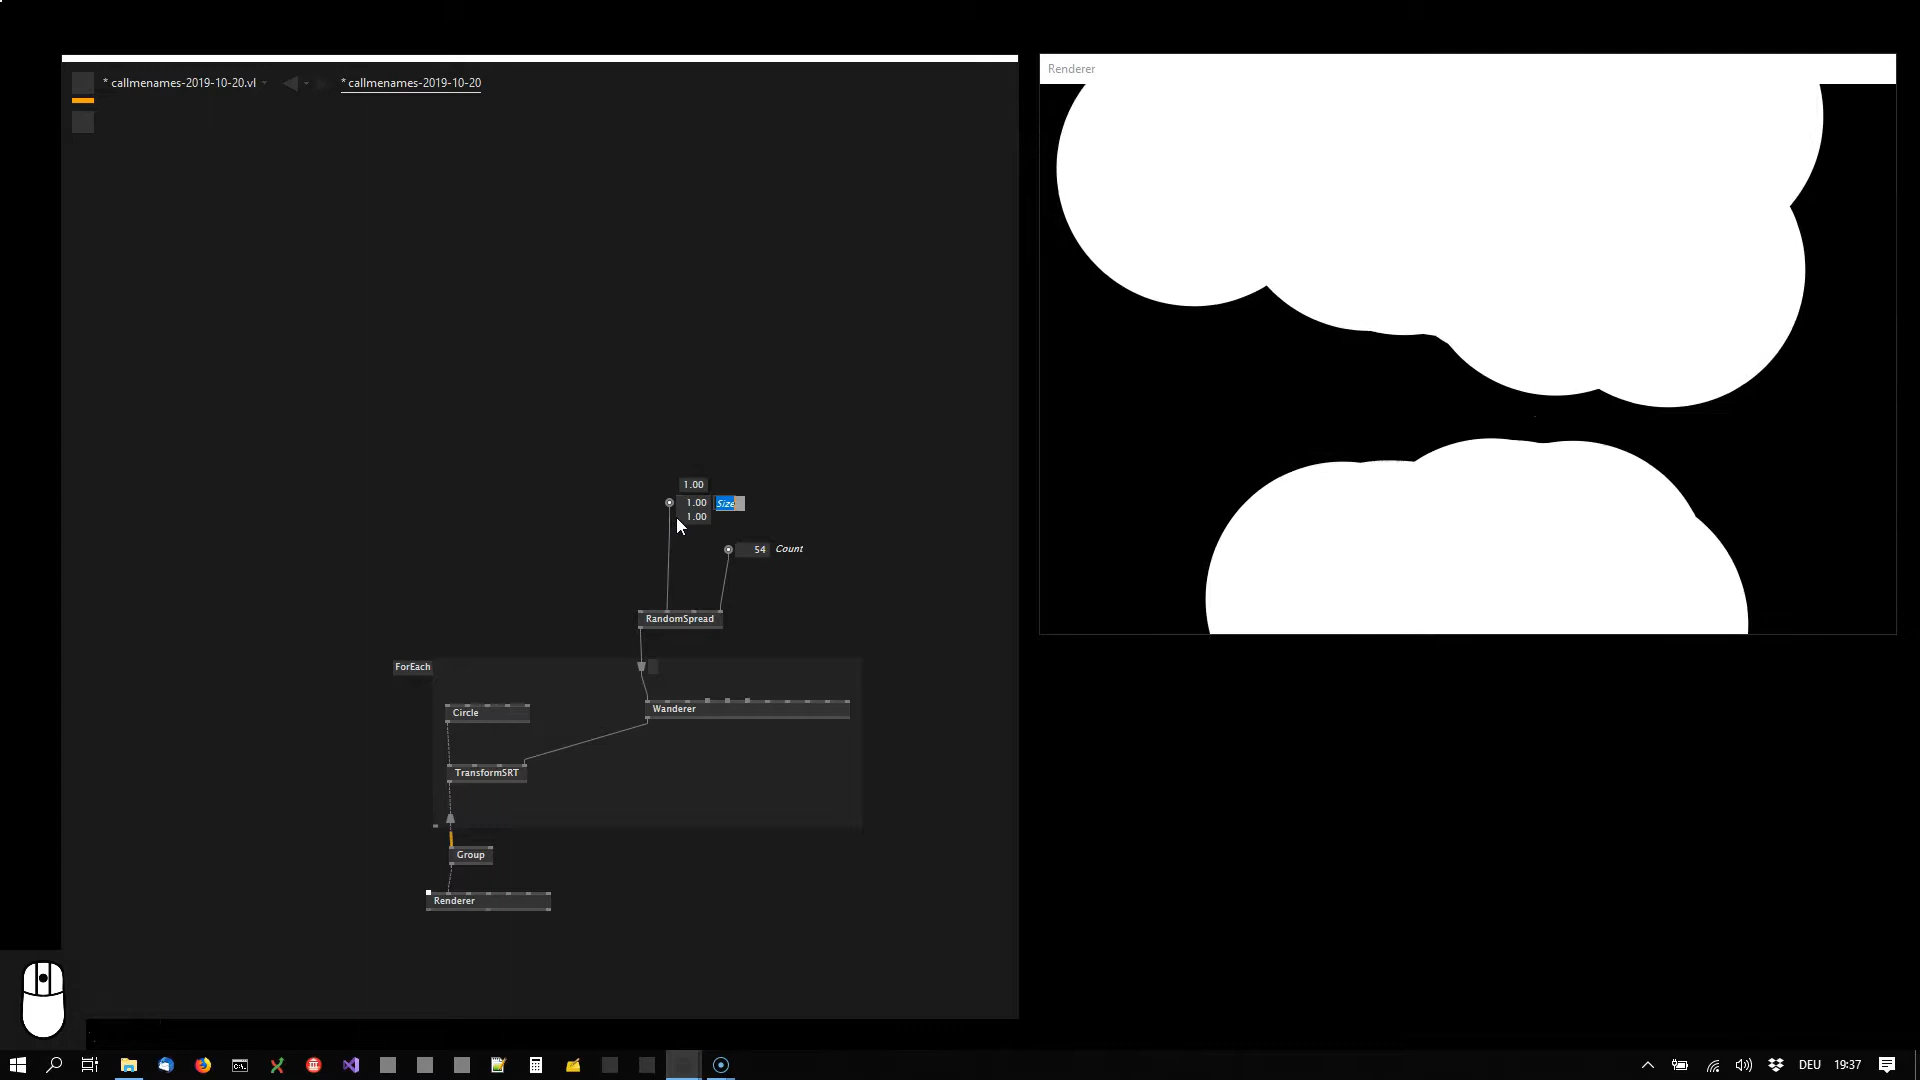 * callmenames-2019-10-20.vl
* callmenames-2019-10-20
Renderer
1.00
1.00
Size
1.00
54
Count
RandomSpread
ForEach
Circle
Wanderer
TransformSRT
Group
Renderer
DEU
19:37